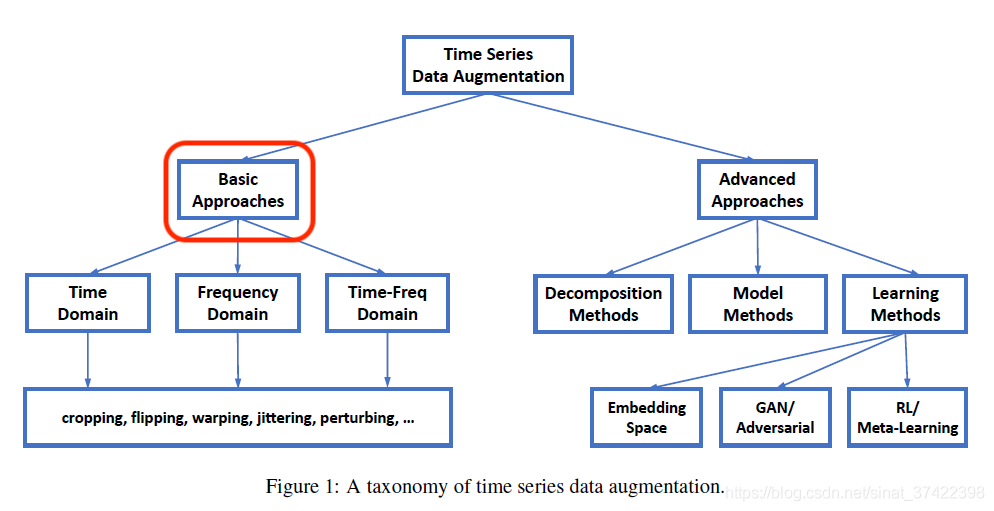 Time Series
Data Augmentation
Basic
Approaches
Advanced
Approaches
Time
Domain
Frequency
Domain
Time-Freq
Domain
Decomposition
Methods
Model
Methods
Learning
Methods
cropping, flipping, warping, jittering, perturbing, ...
Embedding
Space
GAN/
Adversarial
RL/
Meta-Learning
Figure 1: A taxonomy of time series data augmentation.
https://blog.csdn.net/sinat_37422398